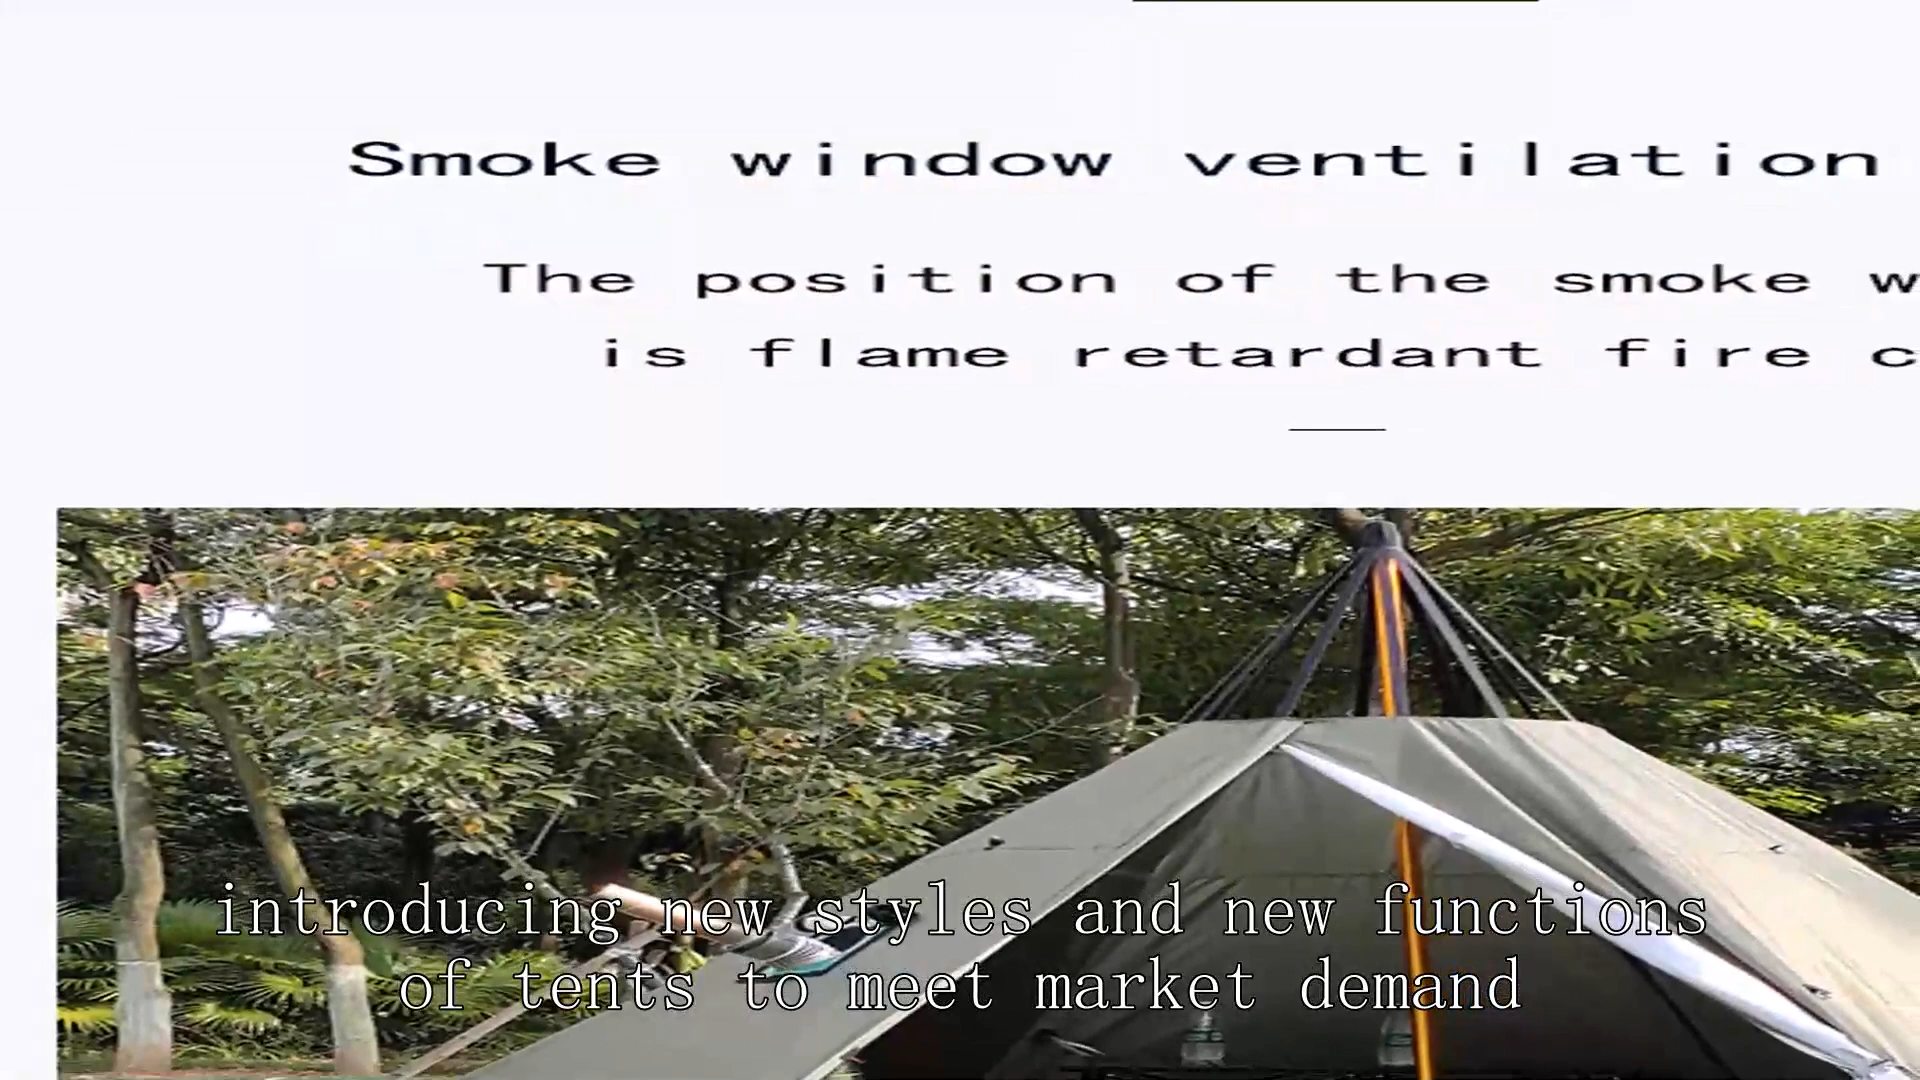 Smoke window ventilation
The position of the smoke
is flame retardant fire
introducing new styles and new functions
of tents to meet market demand